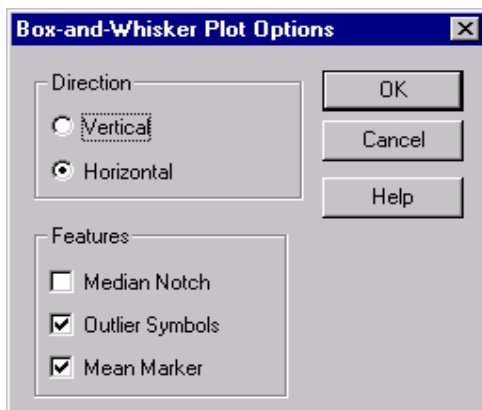 Box-and-Whisker Plot Options
Direction
Vertical
Horizontal
OK
Cancel
Help
Features
Median Notch
Outlier Symbols
Mean Marker